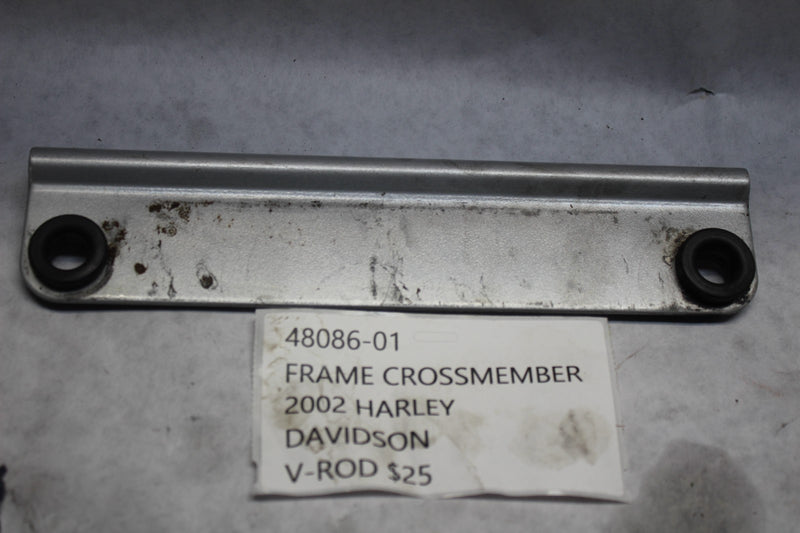 48086-01
FRAME CROSSMEMBER
2002 HARLEY
DAVIDSON
V-ROD $25